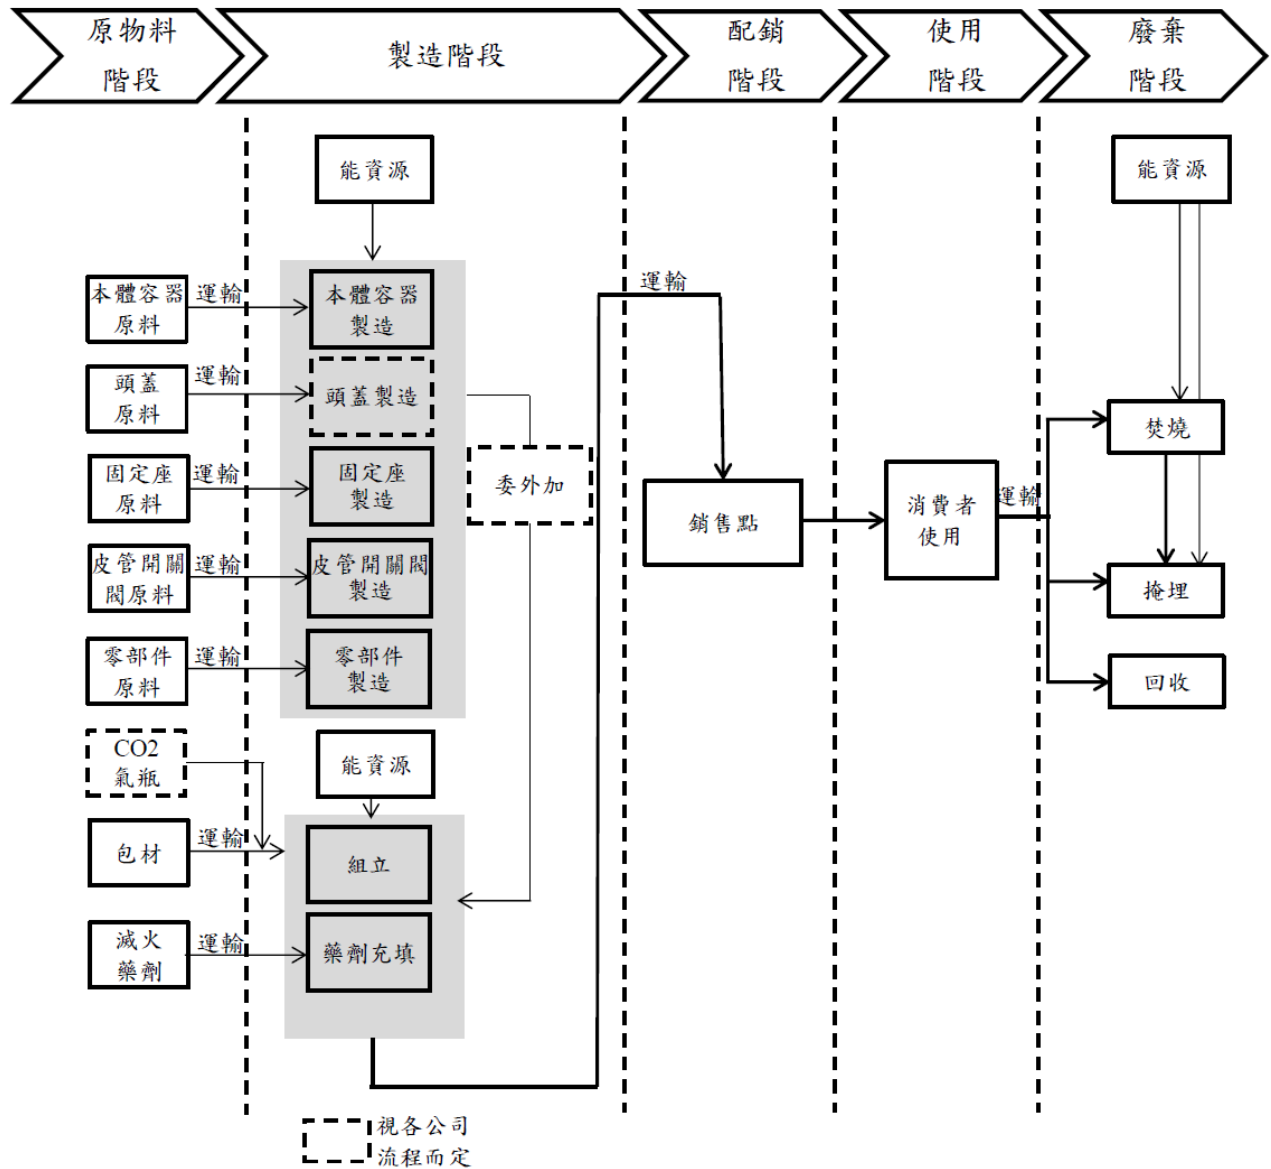 原物料
階段
製造階段
配銷
階段
使用
階段
廢棄
階段
能資源
能資源
本體容器
原料
運輸
本體容器
製造
運輸
頭蓋
原料
運輸
頭蓋製造
焚燒
固定座
原料
運輸
固定座
製造
委外加
銷售點
消費者
使用
運輸
皮管開關
閥原料
運輸
皮管開關閥
製造
掩埋
零部件
原料
運輸
零部件
製造
回收
CO2
氣瓶
能資源
包材
運輸
組立
滅火
藥劑
運輸
藥劑充填
視各公司
流程而定